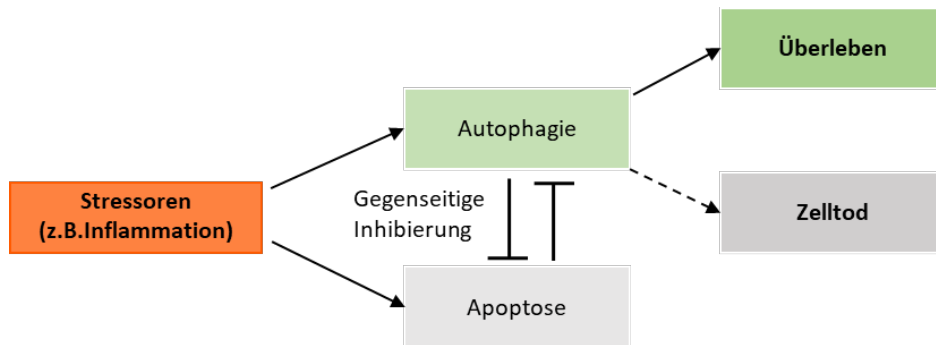 Überleben
Autophagie
Stressoren
(z.B.Inflammation)
Gegenseitige
Inhibierung
Zelltod
Apoptose